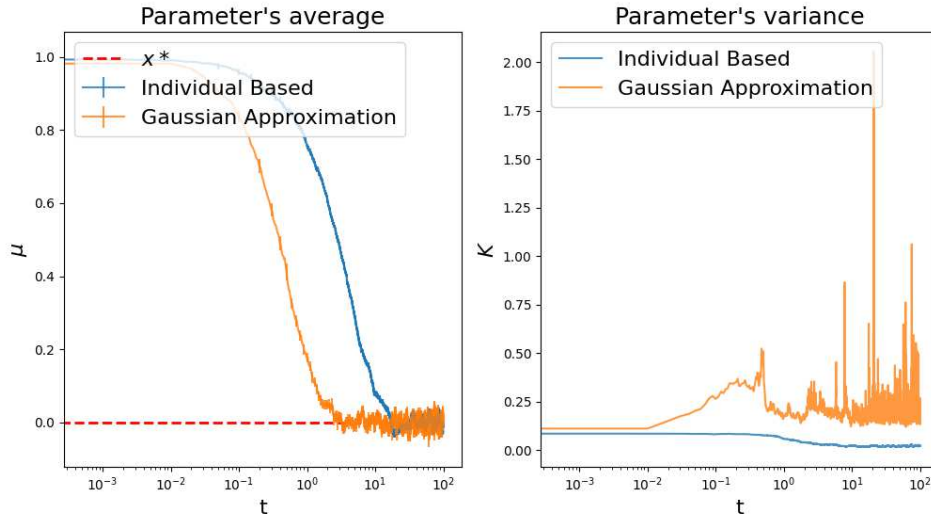 Parameter's average
x *
Individual Based
Gaussian Approximation
1.0
0.8
0.6
0.4
0.2
0.0
μ
10⁻³
10⁻²
10⁻¹
10⁰
10¹
10²
t
Parameter's variance
Individual Based
Gaussian Approximation
2.00
1.75
1.50
1.25
1.00
0.75
0.50
0.25
0.00
K
10⁻³
10⁻²
10⁻¹
10⁰
10¹
10²
t